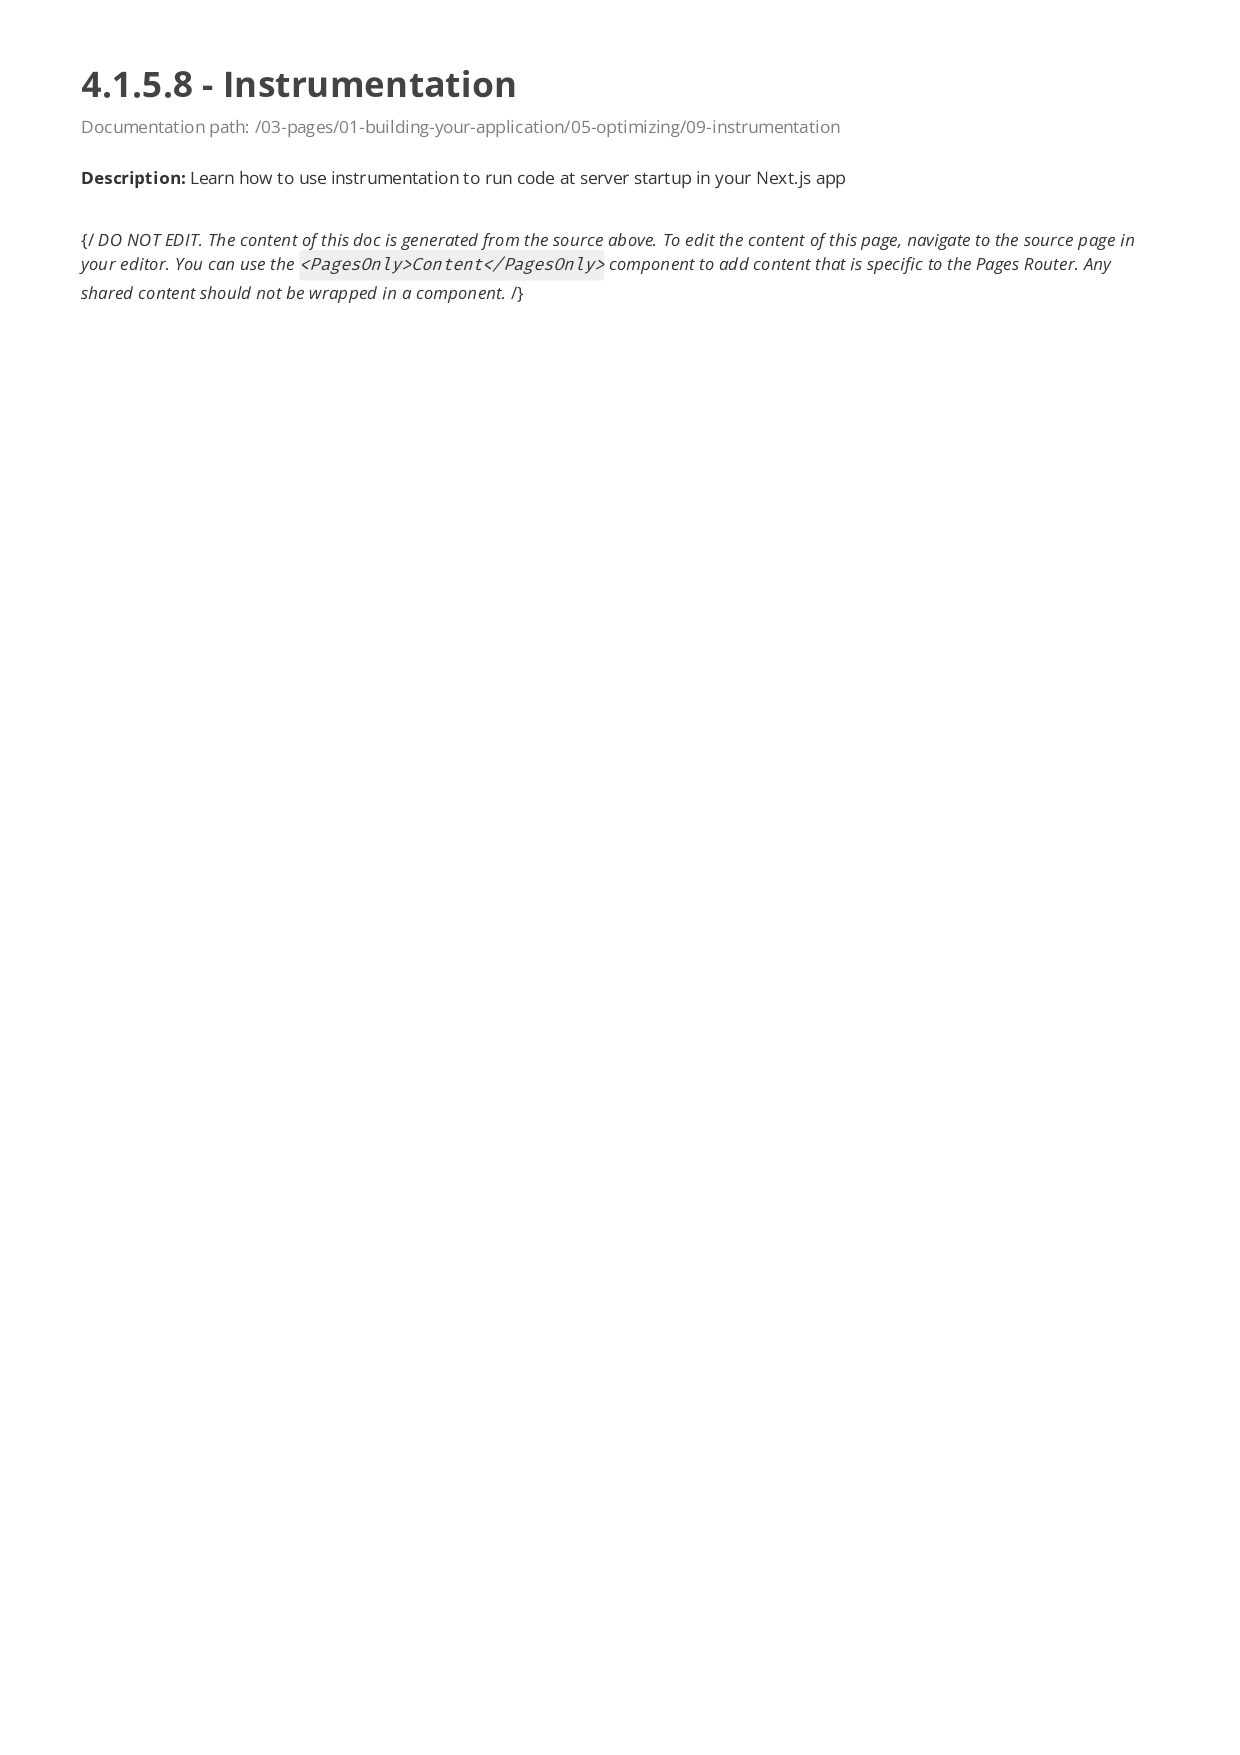 4.1.5.8 - Instrumentation
Documentation path: /03-pages/01-building-your-application/05-optimizing/09-instrumentation
Description: Learn how to use instrumentation to run code at server startup in your Next.js app
{/ DO NOT EDIT. The content of this doc is generated from the source above. To edit the content of this page, navigate to the source page in
your editor. You can use the <PagesOnly>Content</PagesOnly> component to add content that is specific to the Pages Router. Any
shared content should not be wrapped in a component. /}